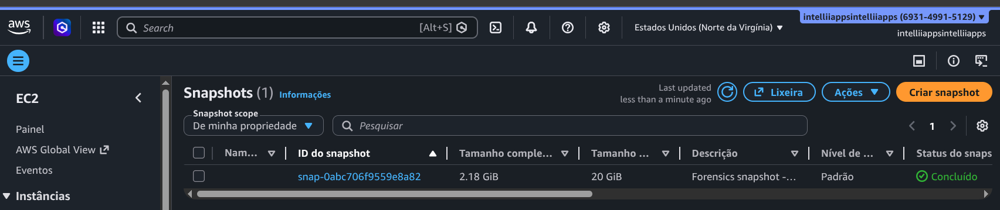 aws
Search
[Alt+S]
Estados Unidos (Norte da Virgínia)
intelliiappsintelliiapps (6931-4991-5129)
intelliiappsintelliiapps
EC2
Painel
AWS Global View
Eventos
Instâncias
Snapshots (1) Informações
Last updated
less than a minute ago
Lixeira
Ações
Criar snapshot
Snapshot scope
De minha propriedade
Pesquisar
1
Nam... ID do snapshot Tamanho comple... Tamanho ... Descrição Nível de ... Status do snaps
snap-0abc706f9559e8a82 2.18 GiB 20 GiB Forensics snapshot -... Padrão Concluído